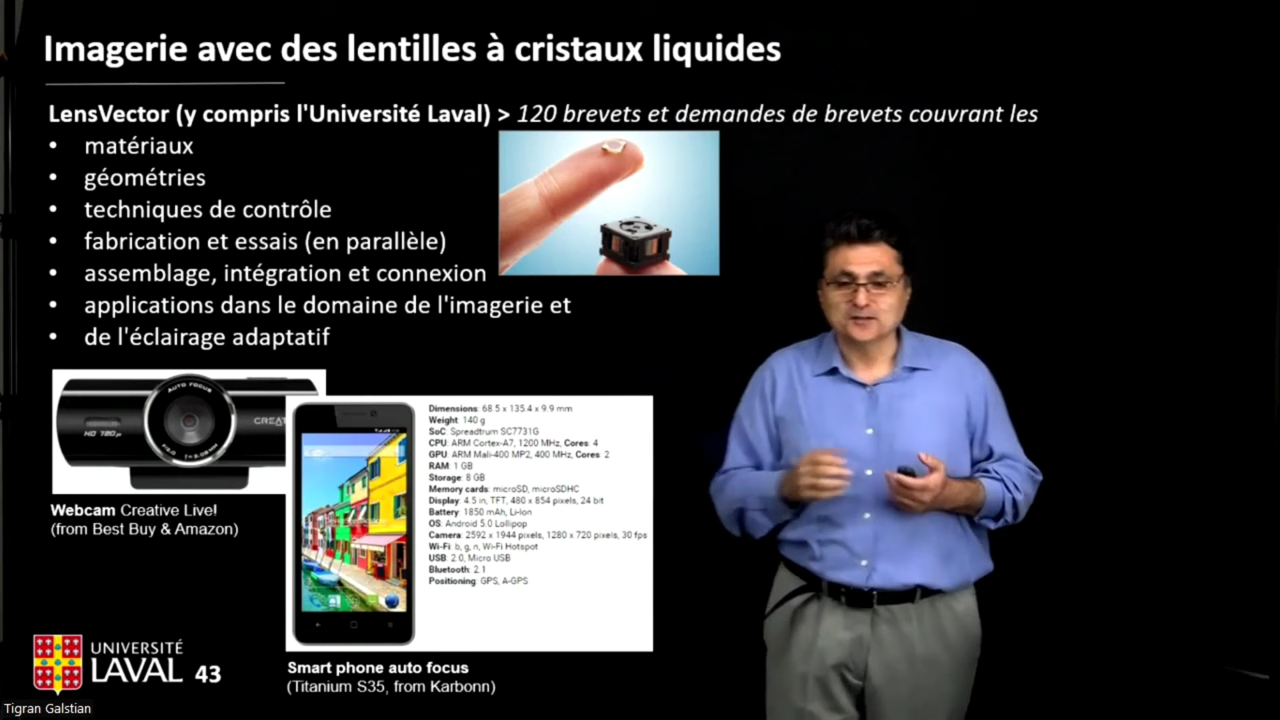 Imagerie avec des lentilles à cristaux liquides
LensVector (y compris l'Université Laval) > 120 brevets et demandes de brevets couvrant les
• matériaux
• géométries
• techniques de contrôle
• fabrication et essais (en parallèle)
• assemblage, intégration et connexion
• applications dans le domaine de l'imagerie et
• de l'éclairage adaptatif
AUTO FOCUS
HD 720p
CREAT
Webcam Creative Live!
(from Best Buy & Amazon)
Dimensions: 68.5 x 135.4 x 9.9 mm
Weight: 140 g
SoC: Spreadtrum SC7731G
CPU: ARM Cortex-A7, 1200 MHz, Cores: 4
GPU: ARM Mali-400 MP2, 400 MHz, Cores: 2
RAM: 1 GB
Storage: 8 GB
Memory cards: microSD, microSDHC
Display: 4.5 in, TFT, 480 x 854 pixels, 24 bit
Battery: 1850 mAh, Li-Ion
OS: Android 5.0 Lollipop
Camera: 2592 x 1944 pixels, 1280 x 720 pixels, 30 fps
Wi-Fi: b, g, n, Wi-Fi Hotspot
USB: 2.0, Micro USB
Bluetooth: 2.1
Positioning: GPS, A-GPS
Smart phone auto focus
(Titanium S35, from Karbonn)
UNIVERSITÉ
LAVAL 43
Tigran Galstian